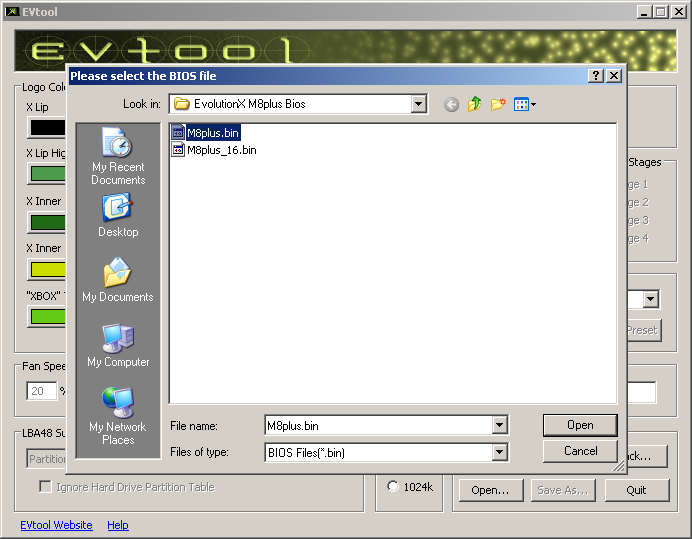 EVtool
EVTOOL
Please select the BIOS file
Logo Colo
Look in: EvolutionX M8plus Bios
X Lip
M8plus.bin
M8plus_16.bin
X Lip Hig
My Recent
Documents
Stages
ge 1
X Inner
ge 2
Desktop
ge 3
X Inner
ge 4
My Documents
"XBOX"
Preset
My Computer
Fan Spee
20 %
My Network
Places
File name: M8plus.bin Open
LBA48 Su
Files of type: BIOS Files(*.bin) Cancel
Partition
ck...
Ignore Hard Drive Partition Table
1024k
Open... Save As... Quit
EVtool Website Help